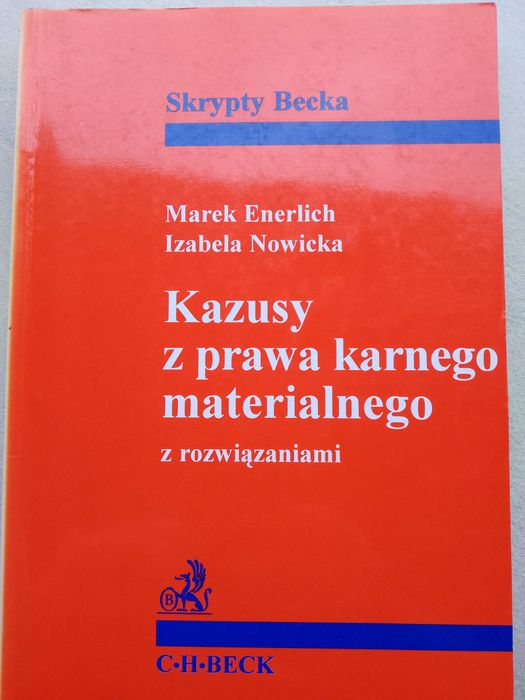 Skrypty Becka
Marek Enerlich
Izabela Nowicka
Kazusy
z prawa karnego
materialnego
z rozwiązaniami
B
C·H·BECK